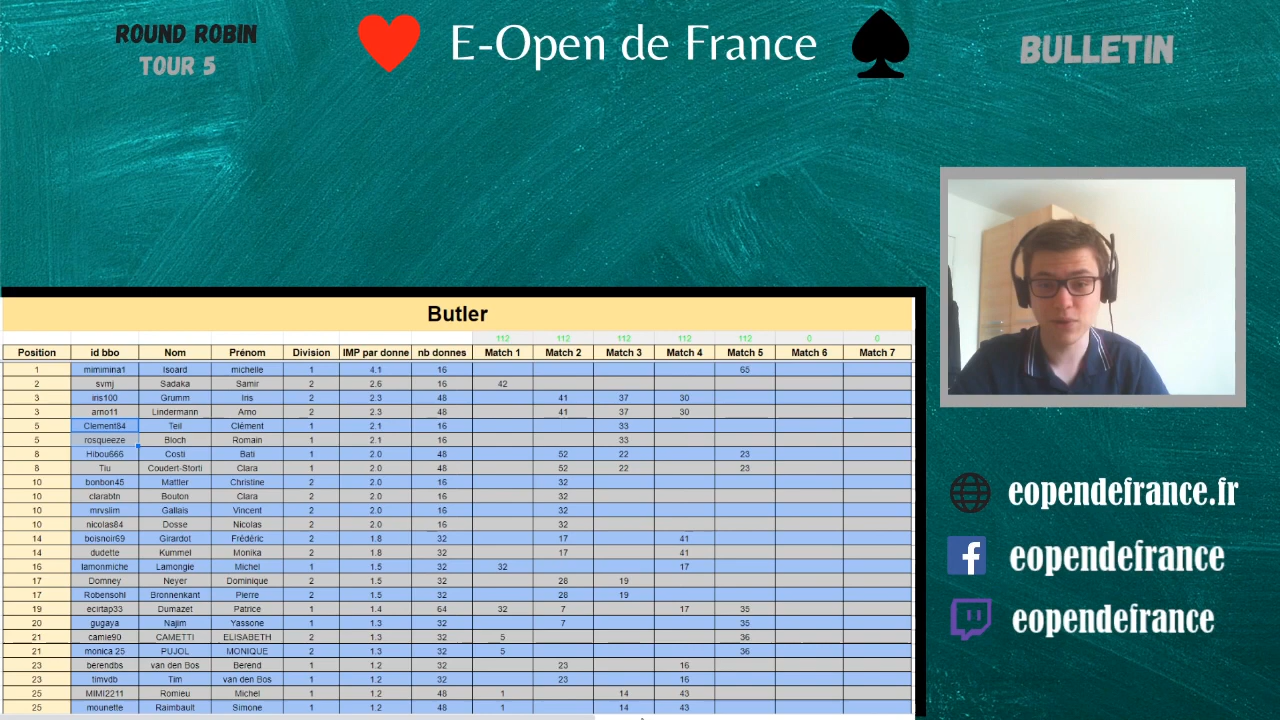 ROUND ROBIN
TOUR 5
E-Open de France
BULLETIN
Butler
112 112 112 112 112 0 0
Position id bbo Nom Prénom Division IMP par donne nb donnes Match 1 Match 2 Match 3 Match 4 Match 5 Match 6 Match 7
1 mimimina1 Isoard michelle 1 4.1 16 65
2 svmj Sadaka Samir 2 2.6 16 42
3 iris100 Grumm Iris 2 2.3 48 41 37 30
3 arno11 Lindermann Arno 2 2.3 48 41 37 30
5 Clement84 Teil Clément 1 2.1 16 33
5 rosqueeze Bloch Romain 1 2.1 16 33
8 Hibou666 Costi Bati 1 2.0 48 52 22 23
8 Tiu Coudert-Storti Clara 1 2.0 48 52 22 23
10 bonbon45 Mattler Christine 2 2.0 16 32
10 clarabtn Bouton Clara 2 2.0 16 32
10 mrvslim Gallais Vincent 2 2.0 16 32
10 nicolas84 Dosse Nicolas 2 2.0 16 32
14 boisnoir69 Girardot Frédéric 2 1.8 32 17 41
14 dudette Kummel Monika 2 1.8 32 17 41
16 lamonmiche Lamongie Michel 1 1.5 32 32 17
17 Domney Neyer Dominique 2 1.5 32 28 19
17 Robensohl Bronnenkant Pierre 2 1.5 32 28 19
19 ecirtap33 Dumazet Patrice 1 1.4 64 32 7 17 35
20 gugaya Najim Yassone 1 1.3 32 7 35
21 camie90 CAMETTI ELISABETH 2 1.3 32 5 36
21 monica 25 PUJOL MONIQUE 2 1.3 32 5 36
23 berendbs van den Bos Berend 1 1.2 32 23 16
23 timvdb Tim van den Bos 1 1.2 32 23 16
25 MIMI2211 Romieu Michel 1 1.2 48 1 14 43
25 mounette Raimbault Simone 1 1.2 48 1 14 43
eopendefrance.fr
eopendefrance
eopendefrance